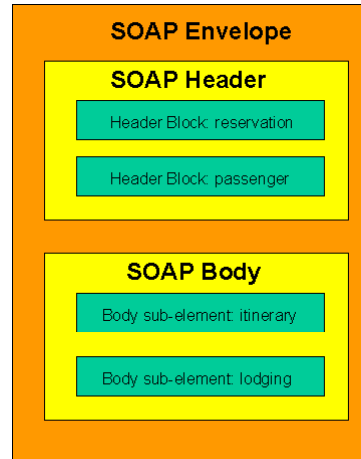 SOAP Envelope
SOAP Header
Header Block: reservation
Header Block: passenger
SOAP Body
Body sub-element: itinerary
Body sub-element: lodging